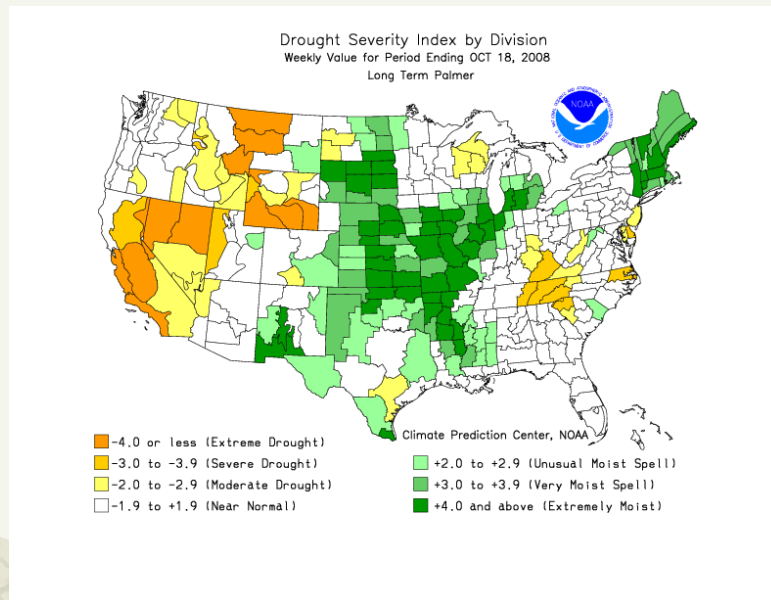 Drought Severity Index by Division
Weekly Value for Period Ending OCT 18, 2008
Long Term Palmer
NOAA
Climate Prediction Center, NOAA
-4.0 or less (Extreme Drought)
-3.0 to -3.9 (Severe Drought)
-2.0 to -2.9 (Moderate Drought)
-1.9 to +1.9 (Near Normal)
+2.0 to +2.9 (Unusual Moist Spell)
+3.0 to +3.9 (Very Moist Spell)
+4.0 and above (Extremely Moist)